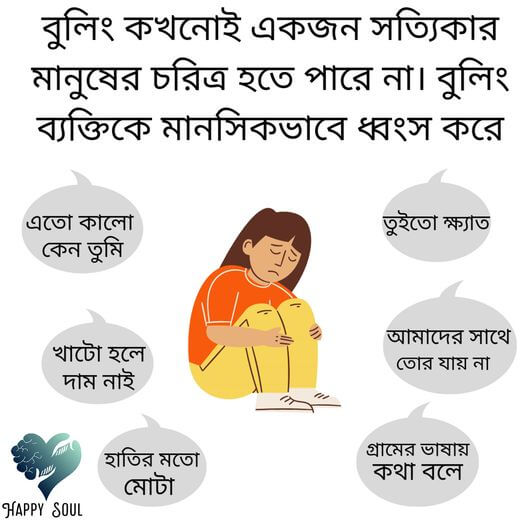 বুলিং কখনোই একজন সত্যিকার
মানুষের চরিত্র হতে পারে না। বুলিং
ব্যক্তিকে মানসিকভাবে ধ্বংস করে
এতো কালো
কেন তুমি
তুইতো ক্ষ্যাত
খাটো হলে
দাম নাই
আমাদের সাথে
তোর যায় না
হাতির মতো
মোটা
গ্রামের ভাষায়
কথা বলে
HAPPY SOUL